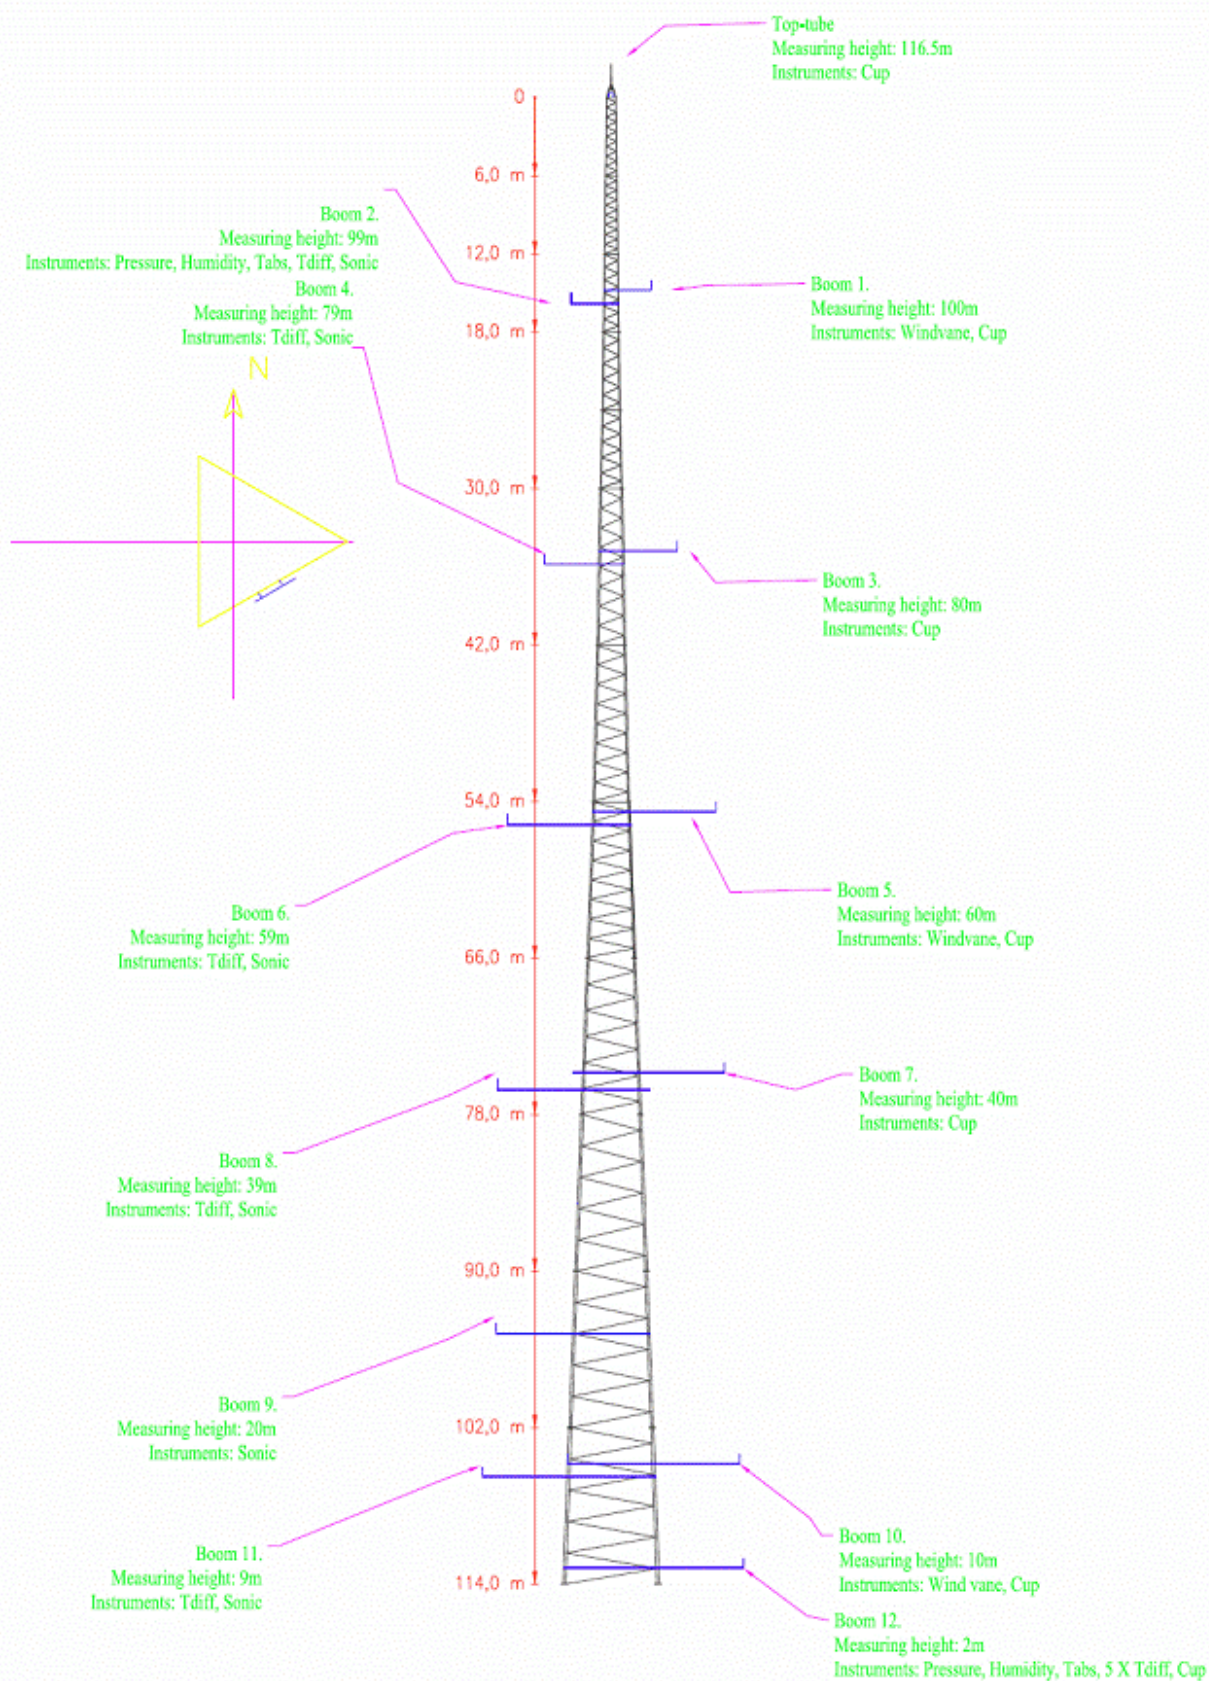 Top-tube
Measuring height: 116.5m
Instruments: Cup
0
6,0 m
Boom 2.
Measuring height: 99m
Instruments: Pressure, Humidity, Tabs, Tdiff, Sonic
12,0 m
Boom 4.
Measuring height: 79m
Instruments: Tdiff, Sonic
Boom 1.
Measuring height: 100m
Instruments: Windvane, Cup
18,0 m
N
30,0 m
Boom 3.
Measuring height: 80m
Instruments: Cup
42,0 m
54,0 m
Boom 6.
Measuring height: 59m
Instruments: Tdiff, Sonic
Boom 5.
Measuring height: 60m
Instruments: Windvane, Cup
66,0 m
Boom 7.
Measuring height: 40m
Instruments: Cup
78,0 m
Boom 8.
Measuring height: 39m
Instruments: Tdiff, Sonic
90,0 m
Boom 9.
Measuring height: 20m
Instruments: Sonic
102,0 m
Boom 11.
Measuring height: 9m
Instruments: Tdiff, Sonic
Boom 10.
Measuring height: 10m
Instruments: Wind vane, Cup
114,0 m
Boom 12.
Measuring height: 2m
Instruments: Pressure, Humidity, Tabs, 5 X Tdiff, Cup